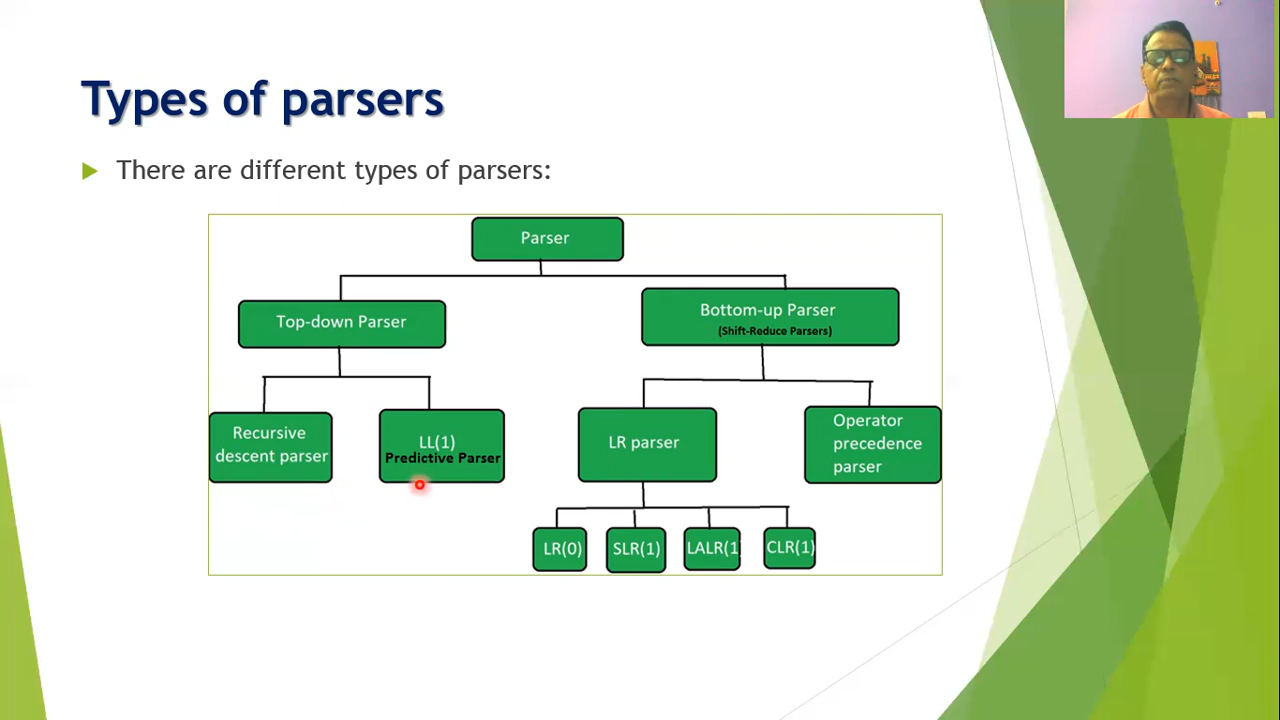 Types of parsers
There are different types of parsers:
Parser
Top-down Parser
Bottom-up Parser
(Shift-Reduce Parsers)
Recursive
descent parser
LL(1)
Predictive Parser
LR parser
Operator
precedence
parser
LR(0)
SLR(1)
LALR(1
CLR(1)